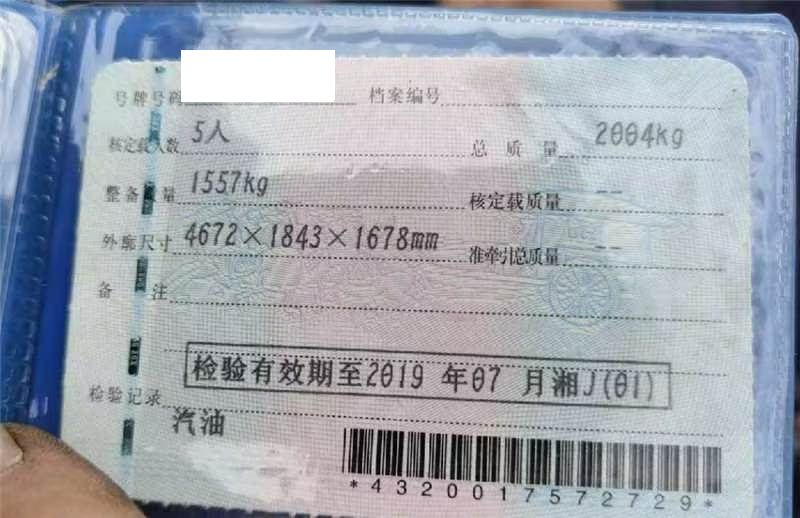 号牌号码 档案编号
核定载人数 5人 总质量 2004kg
整备质量 1557kg 核定载质量 --
外廓尺寸 4672×1843×1678mm 准牵引总质量 --
备注
检验记录 检验有效期至2019年07月湘J(01)
汽油
*4320017572729*